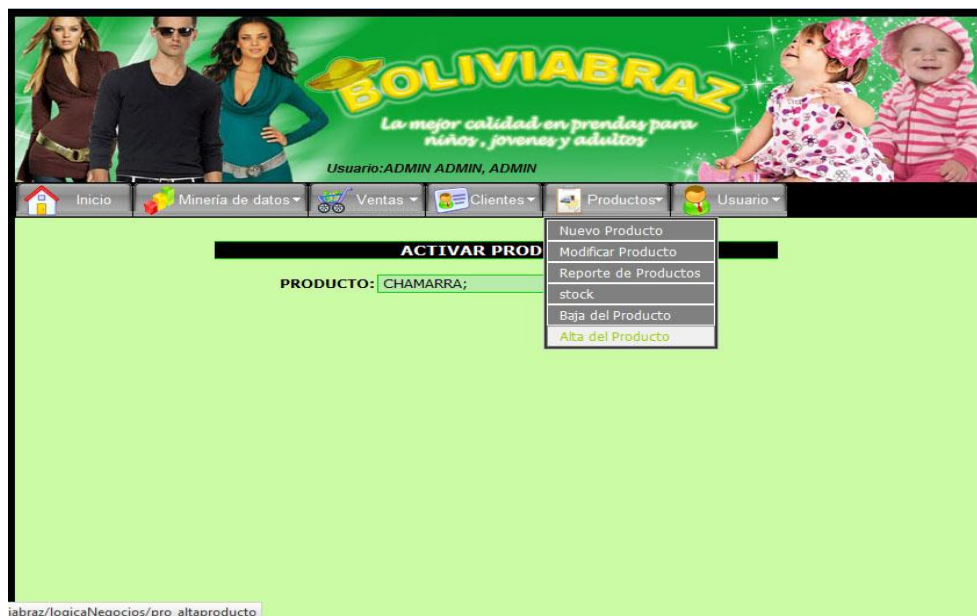 BOLIVIABRAZ
La mejor calidad en prendas para
niños , jovenes y adultos
Usuario:ADMIN ADMIN, ADMIN
Inicio Minería de datos Ventas Clientes Productos Usuario
Nuevo Producto
ACTIVAR PROD
Modificar Producto
Reporte de Productos
PRODUCTO: CHAMARRA;
stock
Baja del Producto
Alta del Producto
iabraz/logicaNegocios/pro_altaproducto